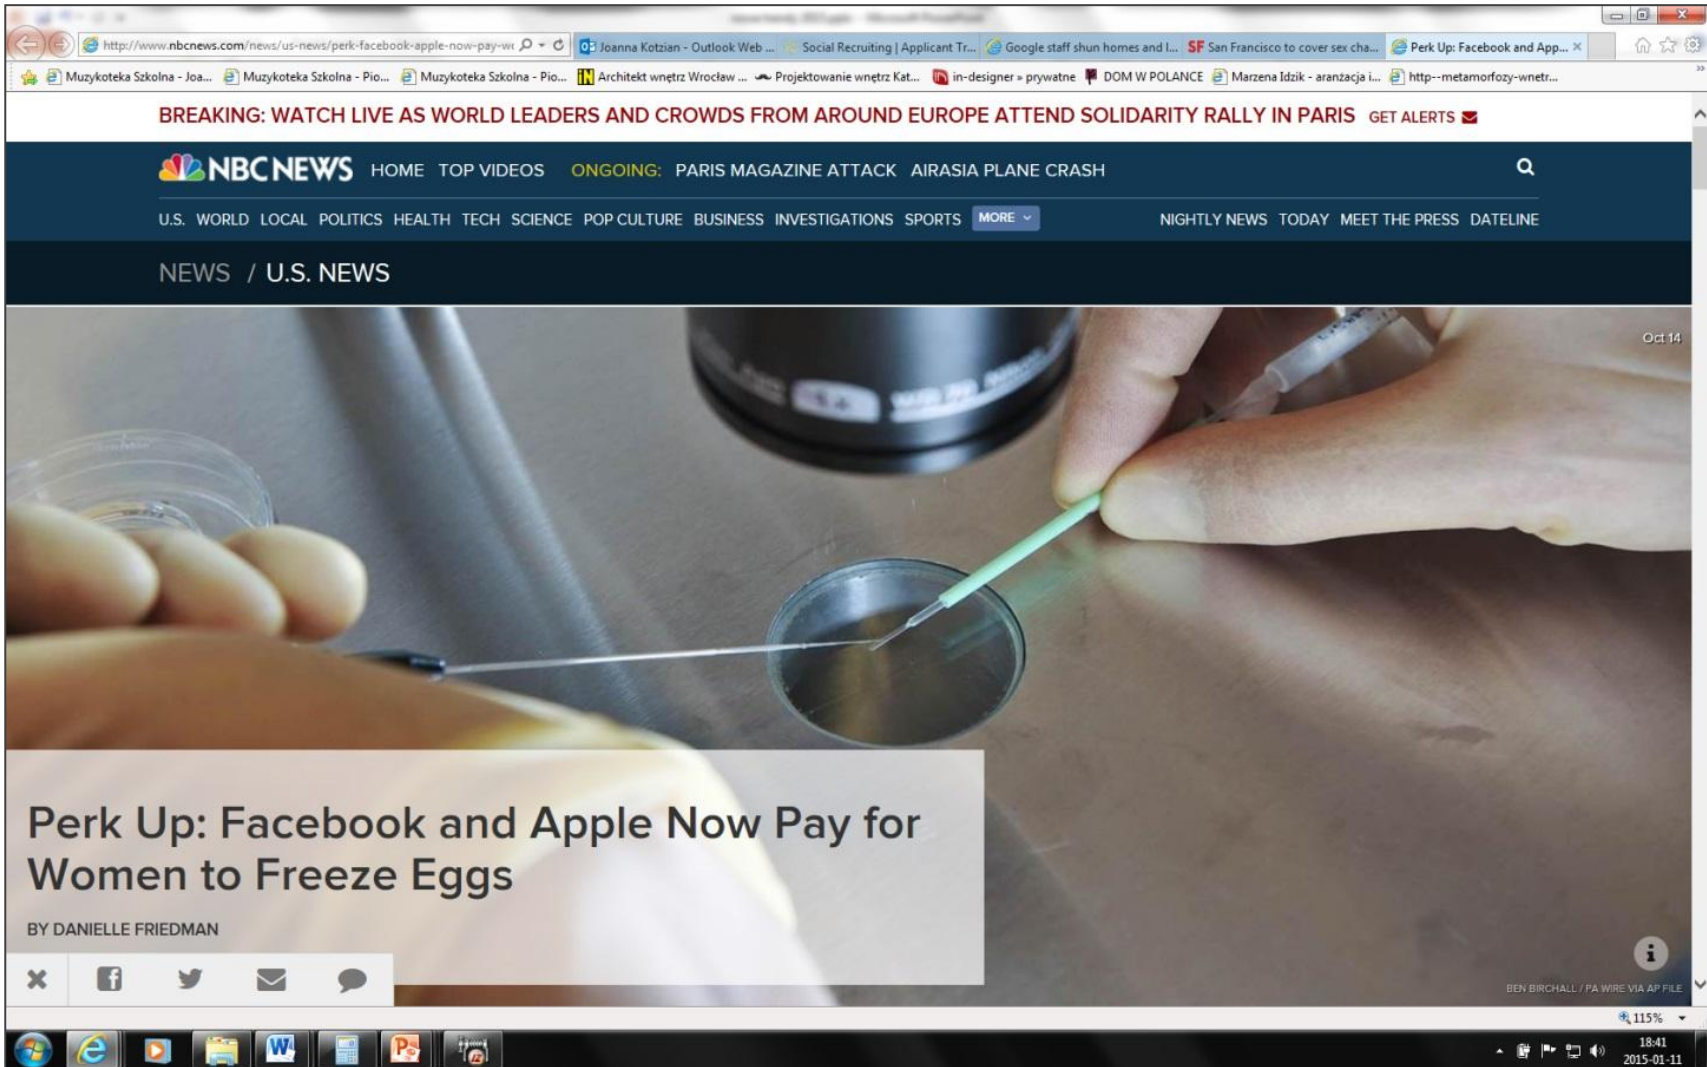 http://www.nbcnews.com/news/us-news/perk-facebook-apple-now-pay-wo
Joanna Kotzian - Outlook Web ...
Social Recruiting | Applicant Tr...
Google staff shun homes and l...
SF San Francisco to cover sex cha...
Perk Up: Facebook and App...
Muzykoteka Szkolna - Joa...
Muzykoteka Szkolna - Pio...
Muzykoteka Szkolna - Pio...
Architekt wnętrz Wrocław ...
Projektowanie wnętrz Kat...
in-designer » prywatne
DOM W POLANCE
Marzena Idzik - aranżacja i...
http--metamorfozy-wnetr...
BREAKING: WATCH LIVE AS WORLD LEADERS AND CROWDS FROM AROUND EUROPE ATTEND SOLIDARITY RALLY IN PARIS GET ALERTS
NBC NEWS HOME TOP VIDEOS ONGOING: PARIS MAGAZINE ATTACK AIRASIA PLANE CRASH
U.S. WORLD LOCAL POLITICS HEALTH TECH SCIENCE POP CULTURE BUSINESS INVESTIGATIONS SPORTS MORE NIGHTLY NEWS TODAY MEET THE PRESS DATELINE
NEWS / U.S. NEWS
Oct 14
Perk Up: Facebook and Apple Now Pay for
Women to Freeze Eggs
BY DANIELLE FRIEDMAN
BEN BIRCHALL / PA WIRE VIA AP FILE
115%
18:41
2015-01-11